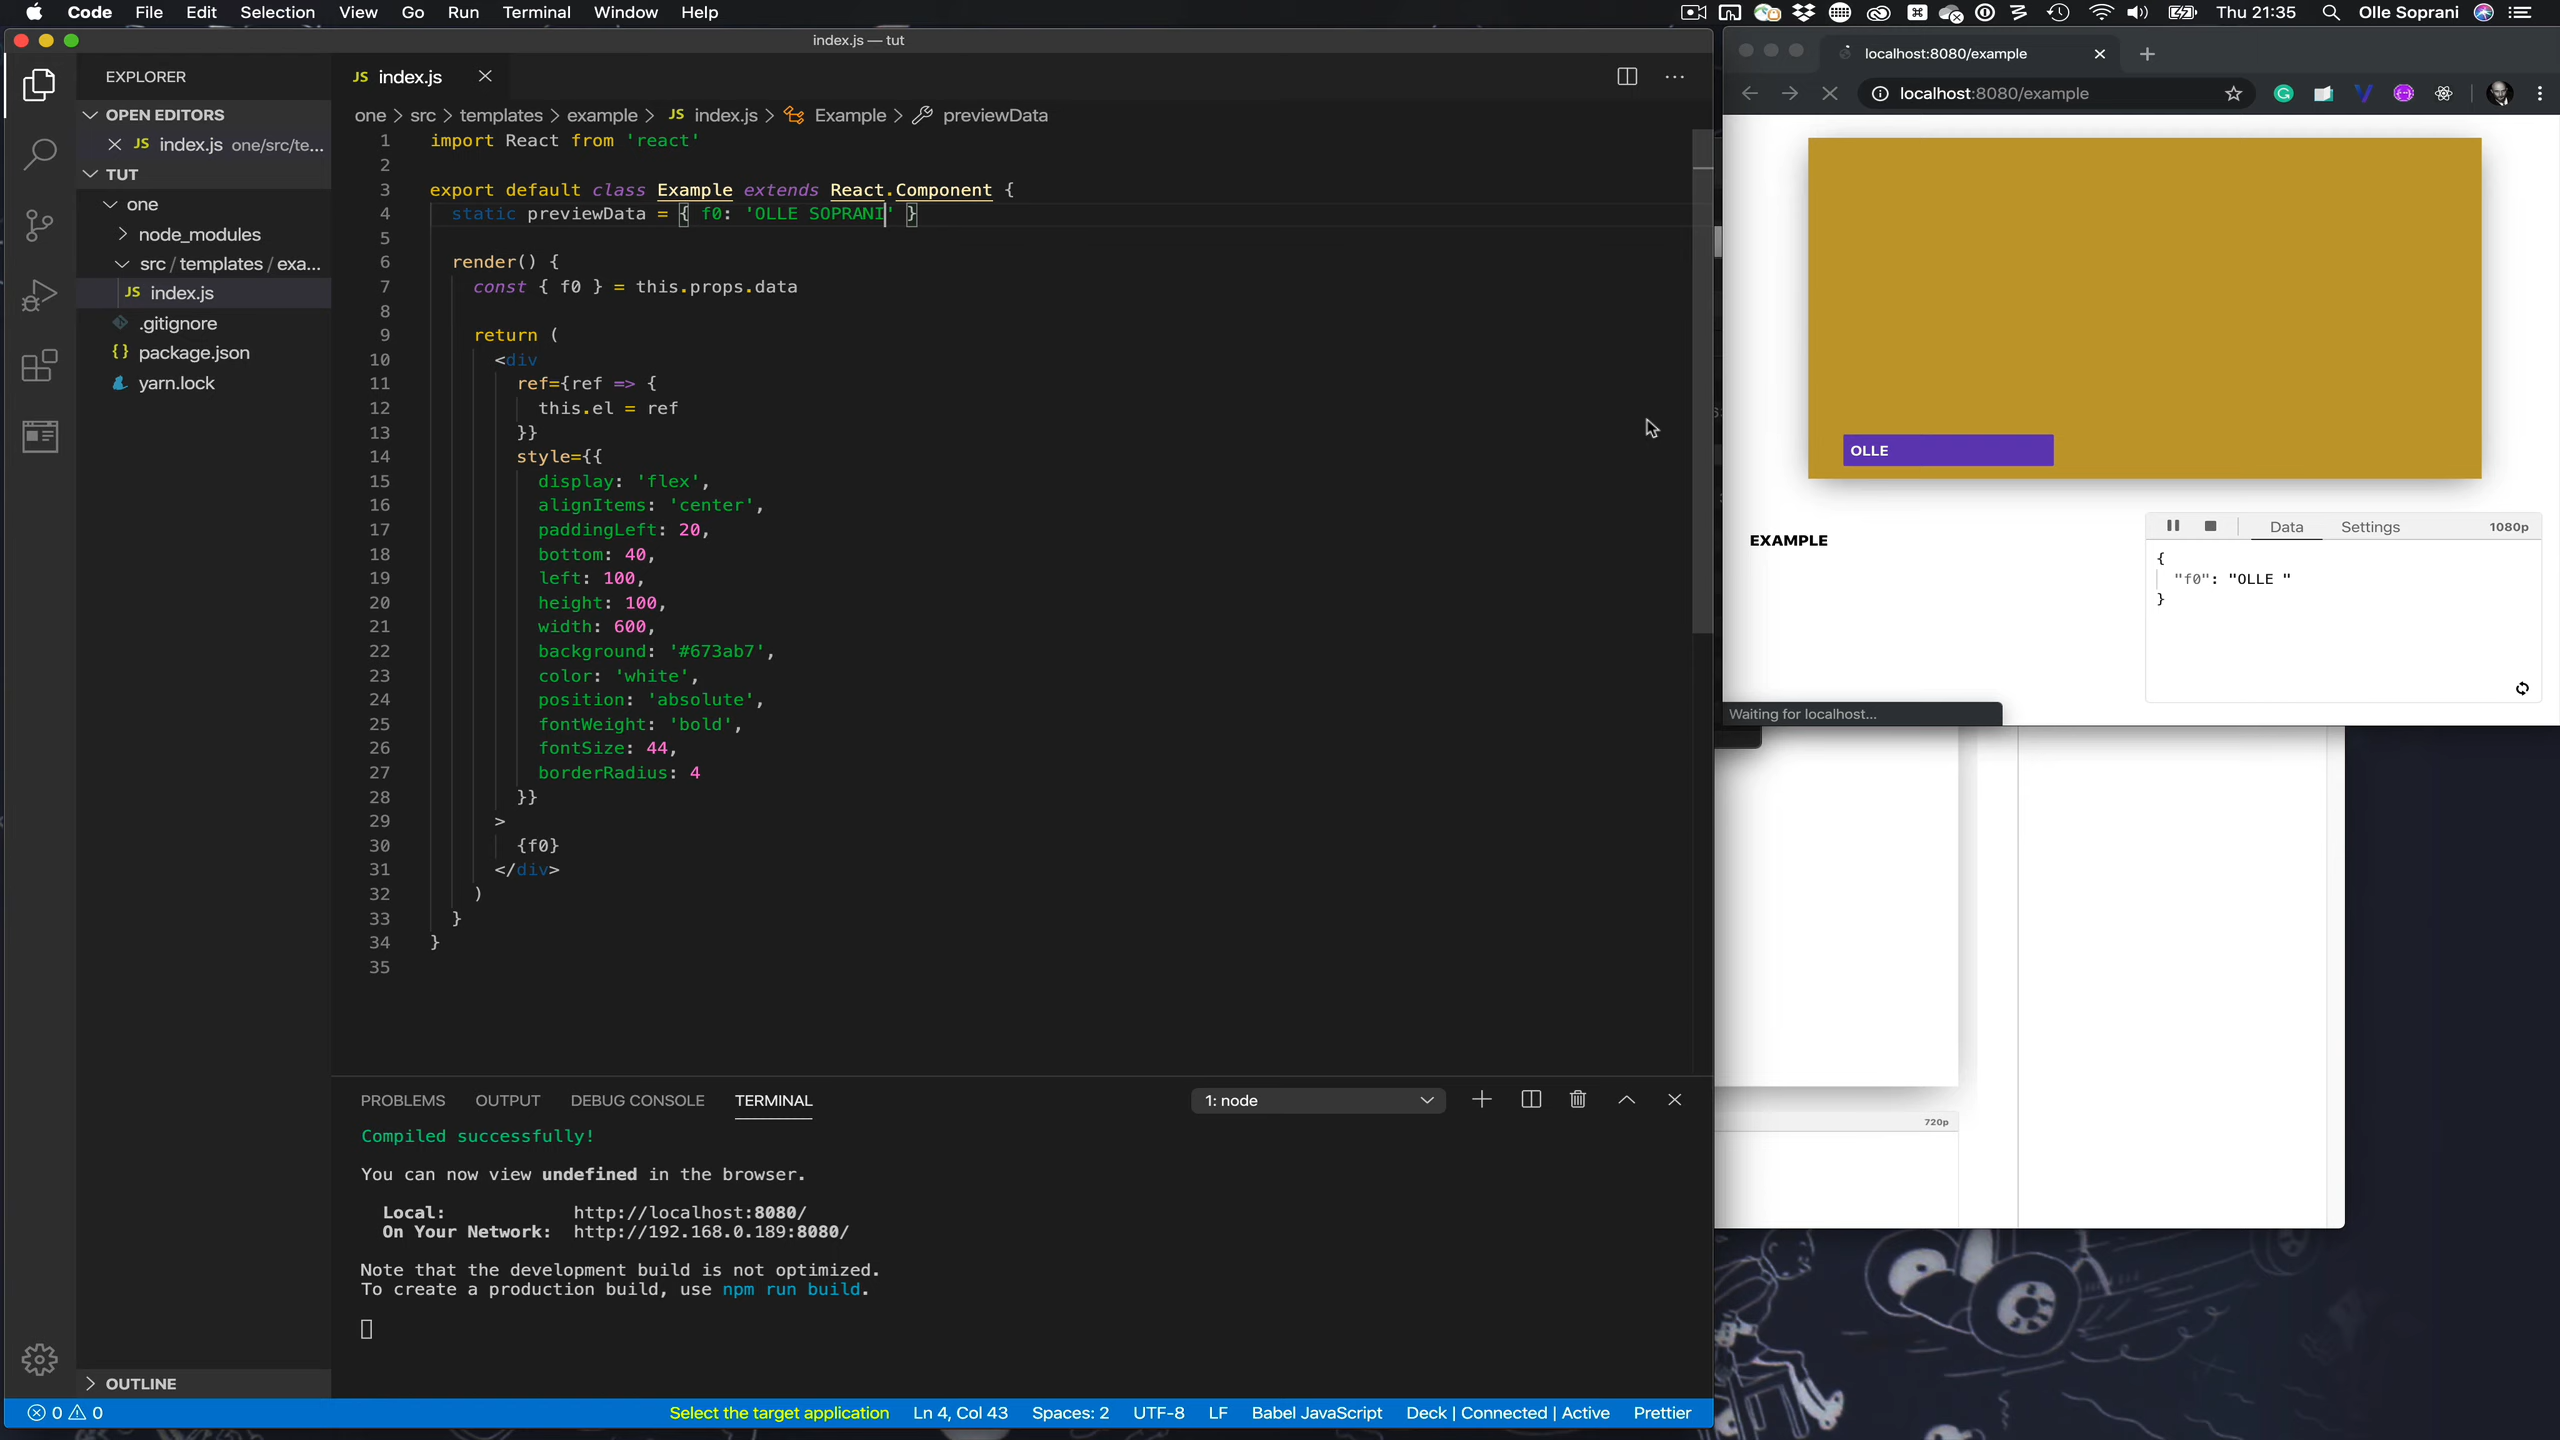 Code File Edit Selection View Go Run Terminal Window Help
Thu 21:35 Olle Soprani
index.js — tut
EXPLORER
OPEN EDITORS
JS index.js one/src/te...
TUT
one
node_modules
src / templates / exa...
JS index.js
.gitignore
{} package.json
yarn.lock
OUTLINE
JS index.js
one > src > templates > example > JS index.js > Example > previewData
1 import React from 'react'
2
3 export default class Example extends React.Component {
4 static previewData = { f0: 'OLLE SOPRANI' }
5
6 render() {
7 const { f0 } = this.props.data
8
9 return (
10 <div
11 ref={ref => {
12 this.el = ref
13 }}
14 style={{
15 display: 'flex',
16 alignItems: 'center',
17 paddingLeft: 20,
18 bottom: 40,
19 left: 100,
20 height: 100,
21 width: 600,
22 background: '#673ab7',
23 color: 'white',
24 position: 'absolute',
25 fontWeight: 'bold',
26 fontSize: 44,
27 borderRadius: 4
28 }}
29 >
30 {f0}
31 </div>
32 )
33 }
34 }
35
PROBLEMS OUTPUT DEBUG CONSOLE TERMINAL
1: node
Compiled successfully!
You can now view undefined in the browser.
Local: http://localhost:8080/
On Your Network: http://192.168.0.189:8080/
Note that the development build is not optimized.
To create a production build, use npm run build.
0 0
Select the target application Ln 4, Col 43 Spaces: 2 UTF-8 LF Babel JavaScript Deck | Connected | Active Prettier
localhost:8080/example
localhost:8080/example
OLLE
EXAMPLE
Data Settings 1080p
{
"f0": "OLLE "
}
Waiting for localhost...
720p